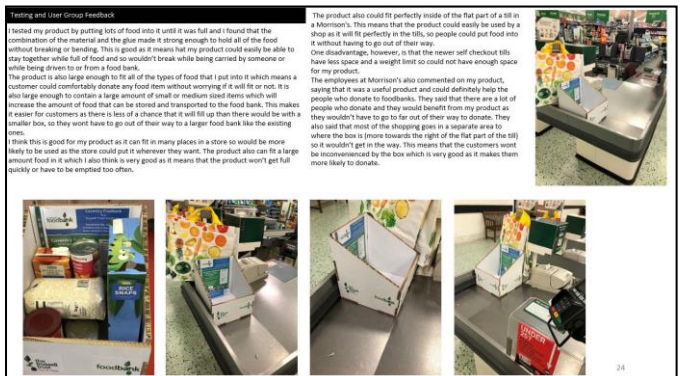 Testing and User Group Feedback
I tested my product by putting lots of food into it until it was full and I found that the
combination of the material and the glue made it strong enough to hold all of the food
without breaking or bending. This is good as it means hat my product could easily be able to
stay together while full of food and so wouldn't break while being carried by someone or
while being driven to or from a food bank.
The product is also large enough to fit all of the types of food that I put into it which means a
customer could comfortably donate any food item without worrying if it will fit or not. It is
also large enough to contain a large amount of small or medium sized items which will
increase the amount of food that can be stored and transported to the food bank. This makes
it easier for customers as there is less of a chance that it will fill up than there would be with a
smaller box, so they wont have to go out of their way to a larger food bank like the existing
ones.
I think this is good for my product as it can fit in many places in a store so would be more
likely to be used as the store could put it wherever they want. The product also can fit a large
amount food in it which I also think is very good as it means that the product won't get full
quickly or have to be emptied too often.
The product also could fit perfectly inside of the flat part of a till in
a Morrison's. This means that the product could easily be used by a
shop as it will fit perfectly in the tills, so people could put food into
it without having to go out of their way.
One disadvantage, however, is that the newer self checkout tills
have less space and a weight limit so could not have enough space
for my product.
The employees at Morrison's also commented on my product,
saying that it was a useful product and could definitely help the
people who donate to foodbanks. They said that there are a lot of
people who donate and they would benefit from my product as
they wouldn't have to go to far out of their way to donate. They
also said that most of the shopping goes in a separate area to
where the box is (more towards the right of the flat part of the till)
so it wouldn't get in the way. This means that the customers wont
be inconvenienced by the box which is very good as it makes them
more likely to donate.
foodbank
RICE
SNAPS
foodbank
UNDER
25?
24